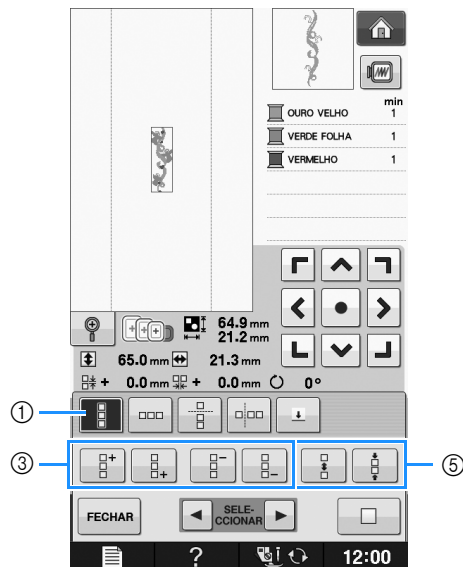 min
OURO VELHO 1
VERDE FOLHA 1
VERMELHO 1
64.9 mm
21.2 mm
65.0 mm 21.3 mm
+ 0.0 mm + 0.0 mm 0°
①
③
⑤
FECHAR
SELE-
CCIONAR
? 12:00